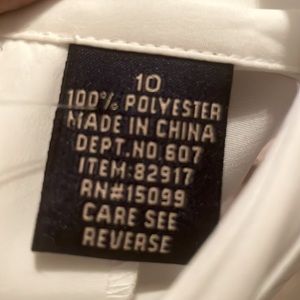 10
100% POLYESTER
MADE IN CHINA
DEPT.NO.607
ITEM:82917
RN#15099
CARE SEE
REVERSE